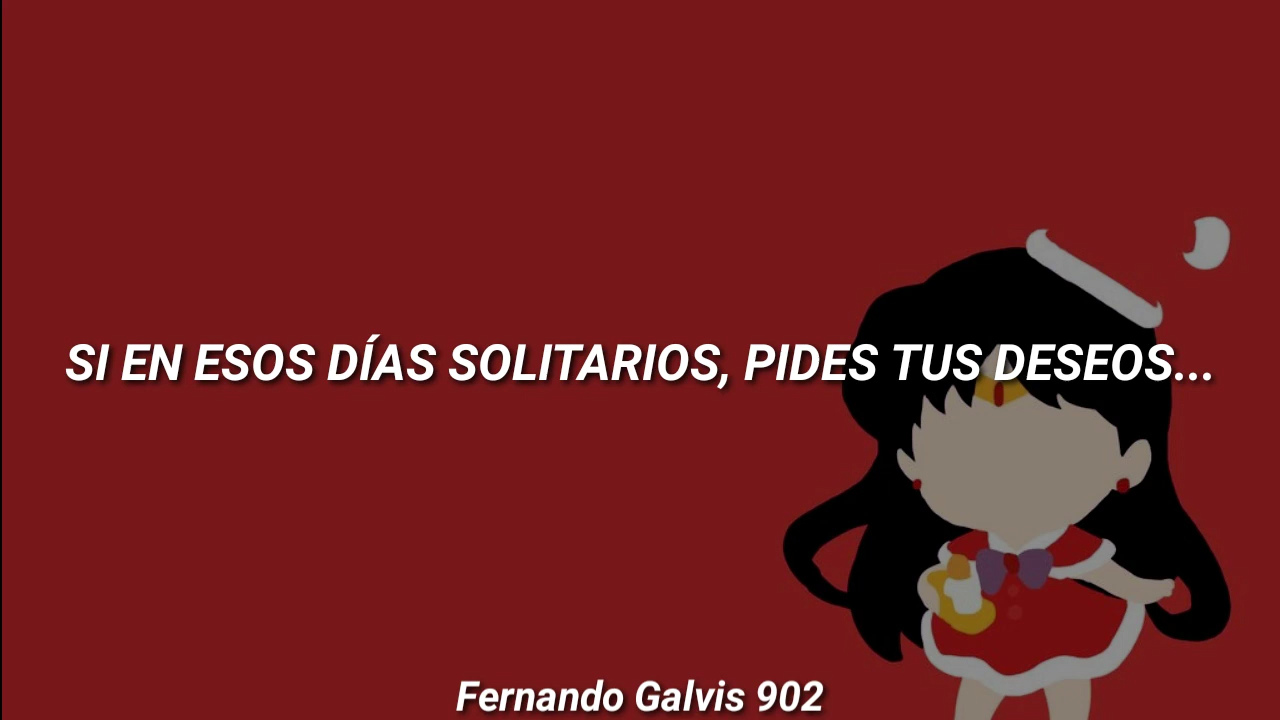 SI EN ESOS DÍAS SOLITARIOS, PIDES TUS DESEOS...
Fernando Galvis 902